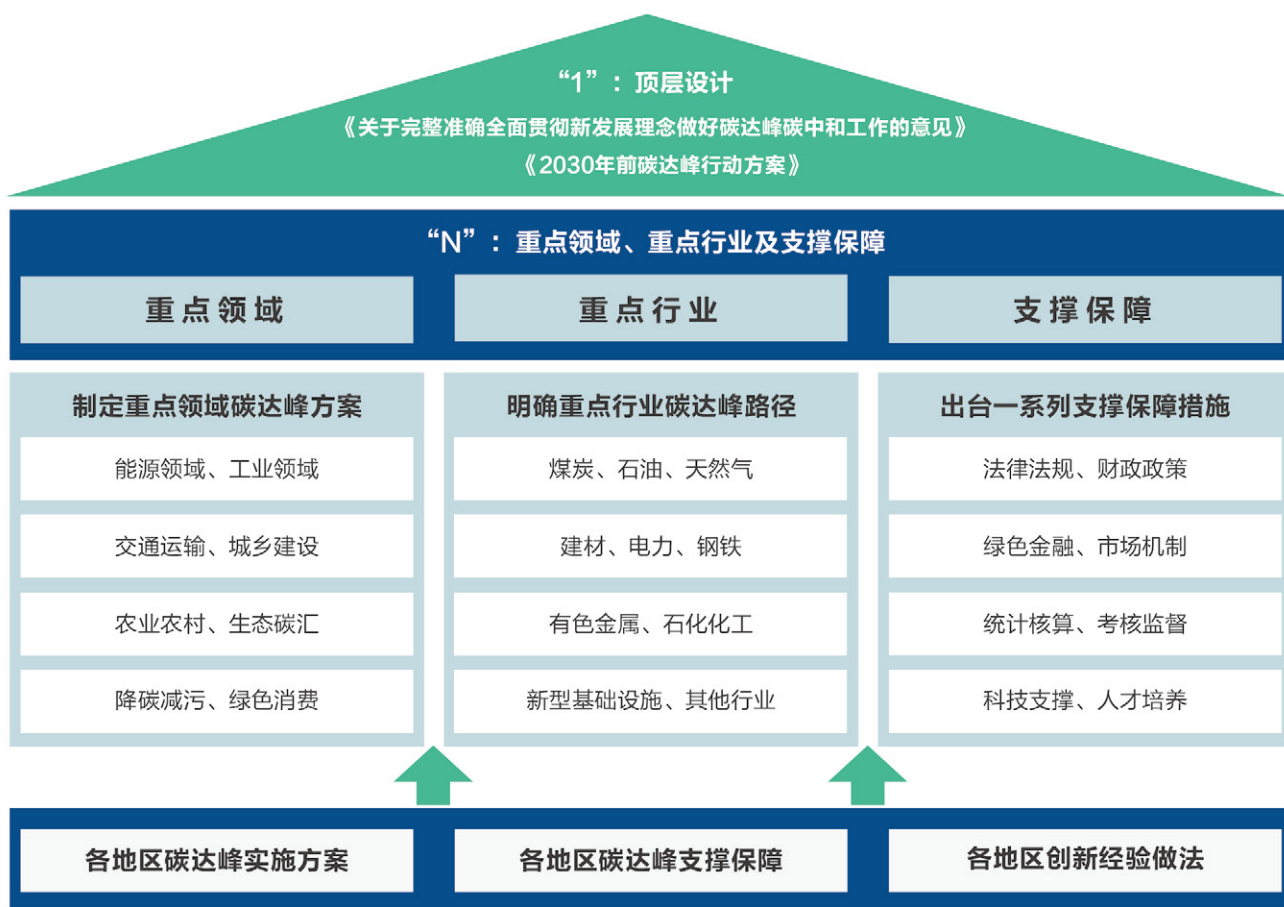 “1”：顶层设计
《关于完整准确全面贯彻新发展理念做好碳达峰碳中和工作的意见》
《2030年前碳达峰行动方案》
“N”：重点领域、重点行业及支撑保障
重点领域
重点行业
支撑保障
制定重点领域碳达峰方案
能源领域、工业领域
交通运输、城乡建设
农业农村、生态碳汇
降碳减污、绿色消费
明确重点行业碳达峰路径
煤炭、石油、天然气
建材、电力、钢铁
有色金属、石化化工
新型基础设施、其他行业
出台一系列支撑保障措施
法律法规、财政政策
绿色金融、市场机制
统计核算、考核监督
科技支撑、人才培养
各地区碳达峰实施方案
各地区碳达峰支撑保障
各地区创新经验做法